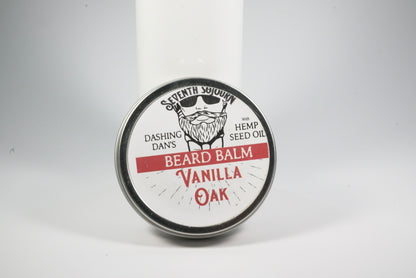 SEVENTH SOJOURN
DASHING
DAN'S
WITH
HEMP
SEED OIL
BEARD BALM
VANILLA
OAK